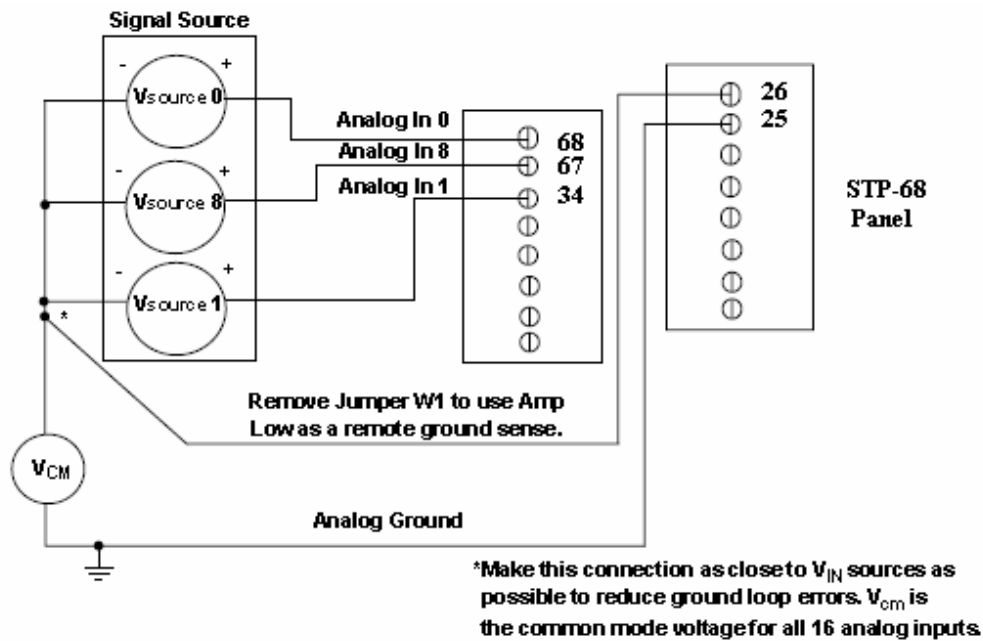 Signal Source
- +
Vsource 0
- +
Vsource 8
- +
Vsource 1
*
Analog In 0
Analog In 8
Analog In 1
68
67
34
26
25
STP-68
Panel
Remove Jumper W1 to use Amp
Low as a remote ground sense.
VCM
Analog Ground
*Make this connection as close to VIN sources as
possible to reduce ground loop errors. Vcm is
the common mode voltage for all 16 analog inputs.